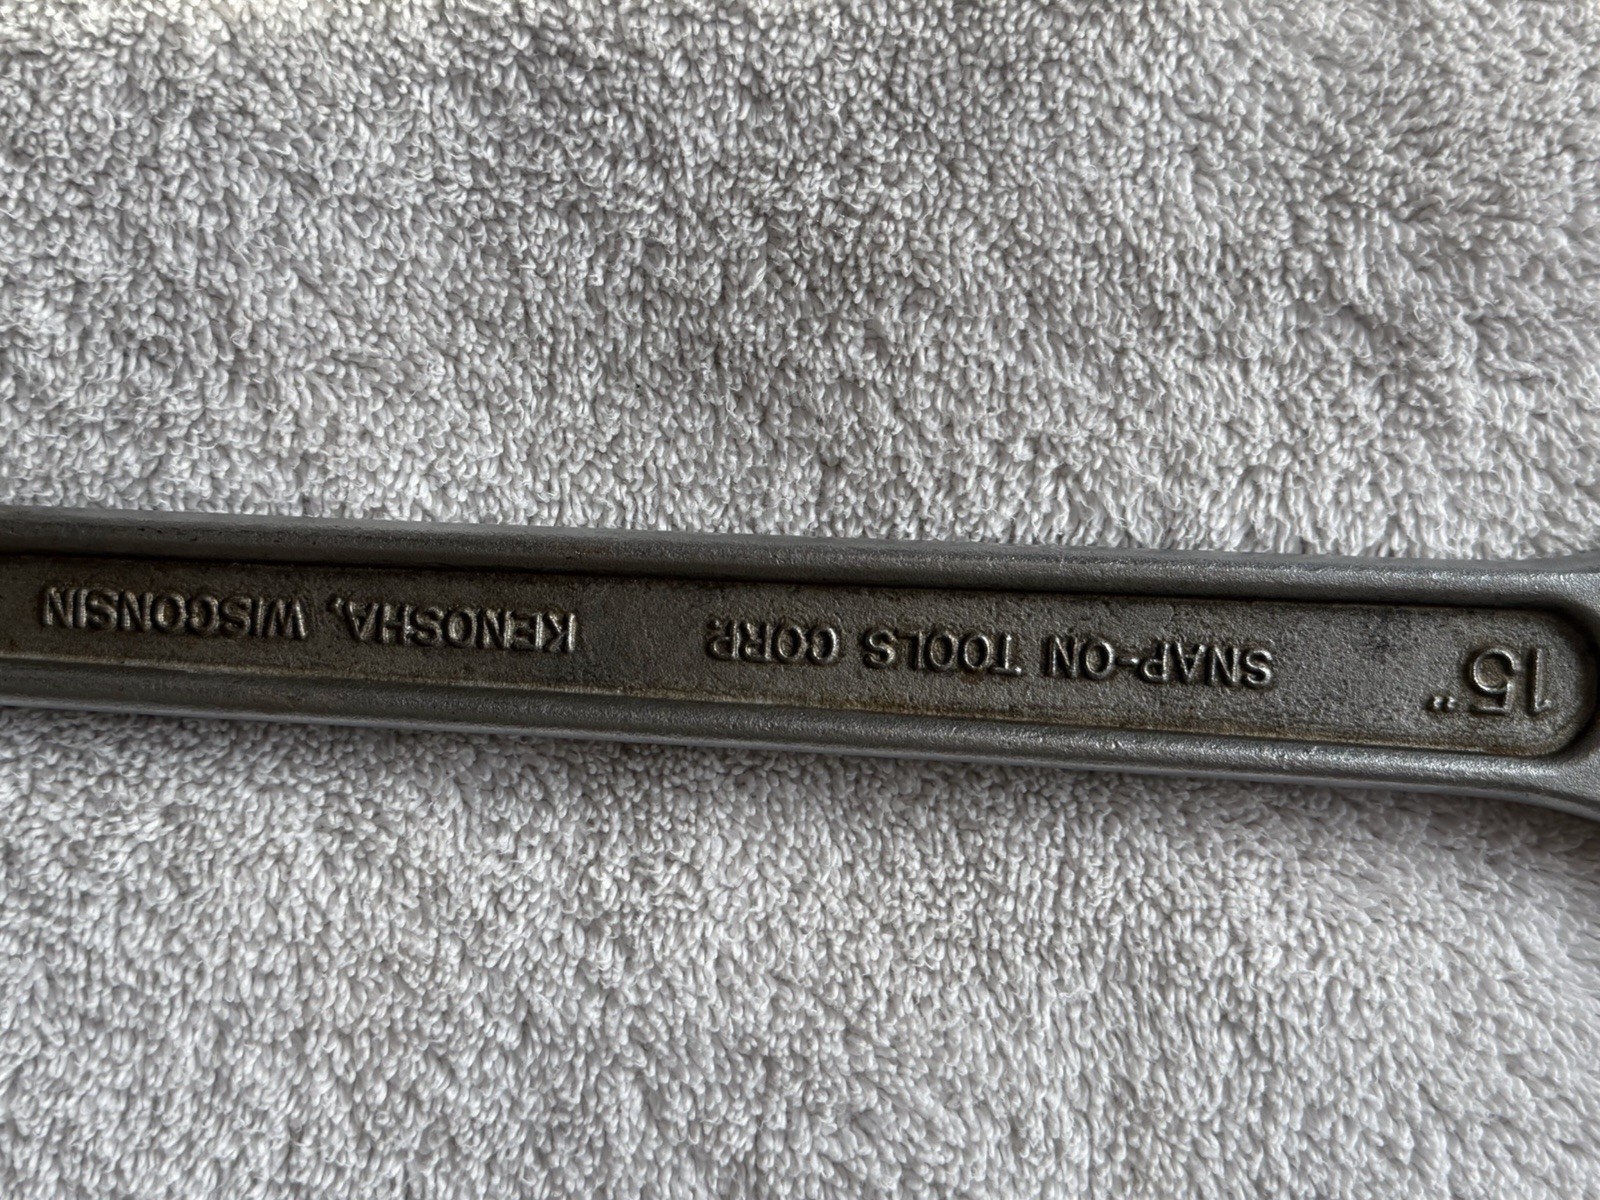 15" SNAP-ON TOOLS CORP. KENOSHA, WISCONSIN